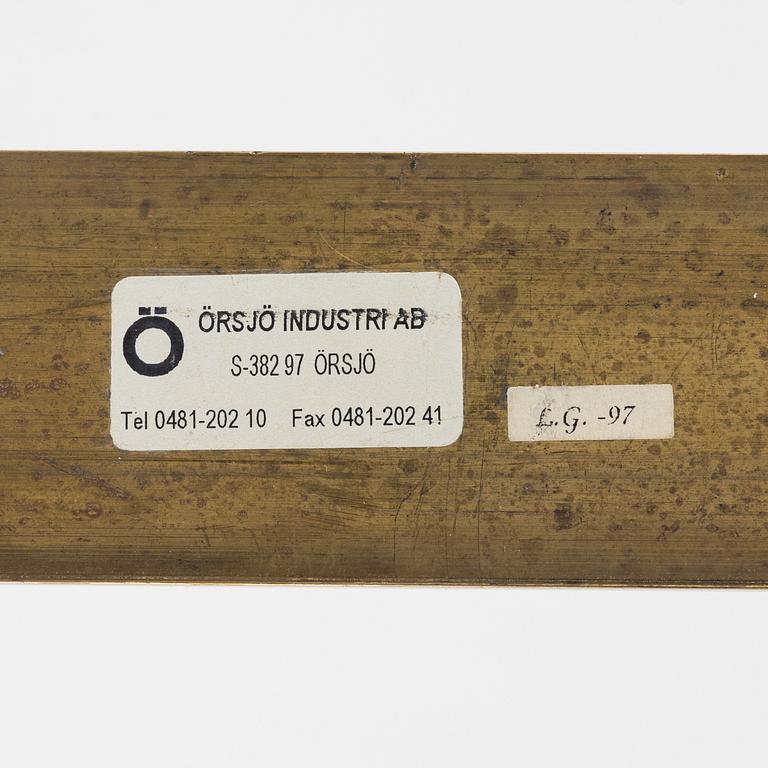 Ö
ÖRSJÖ INDUSTRI AB
S-382 97 ÖRSJÖ
Tel 0481-202 10 Fax 0481-202 41
L.G. -97